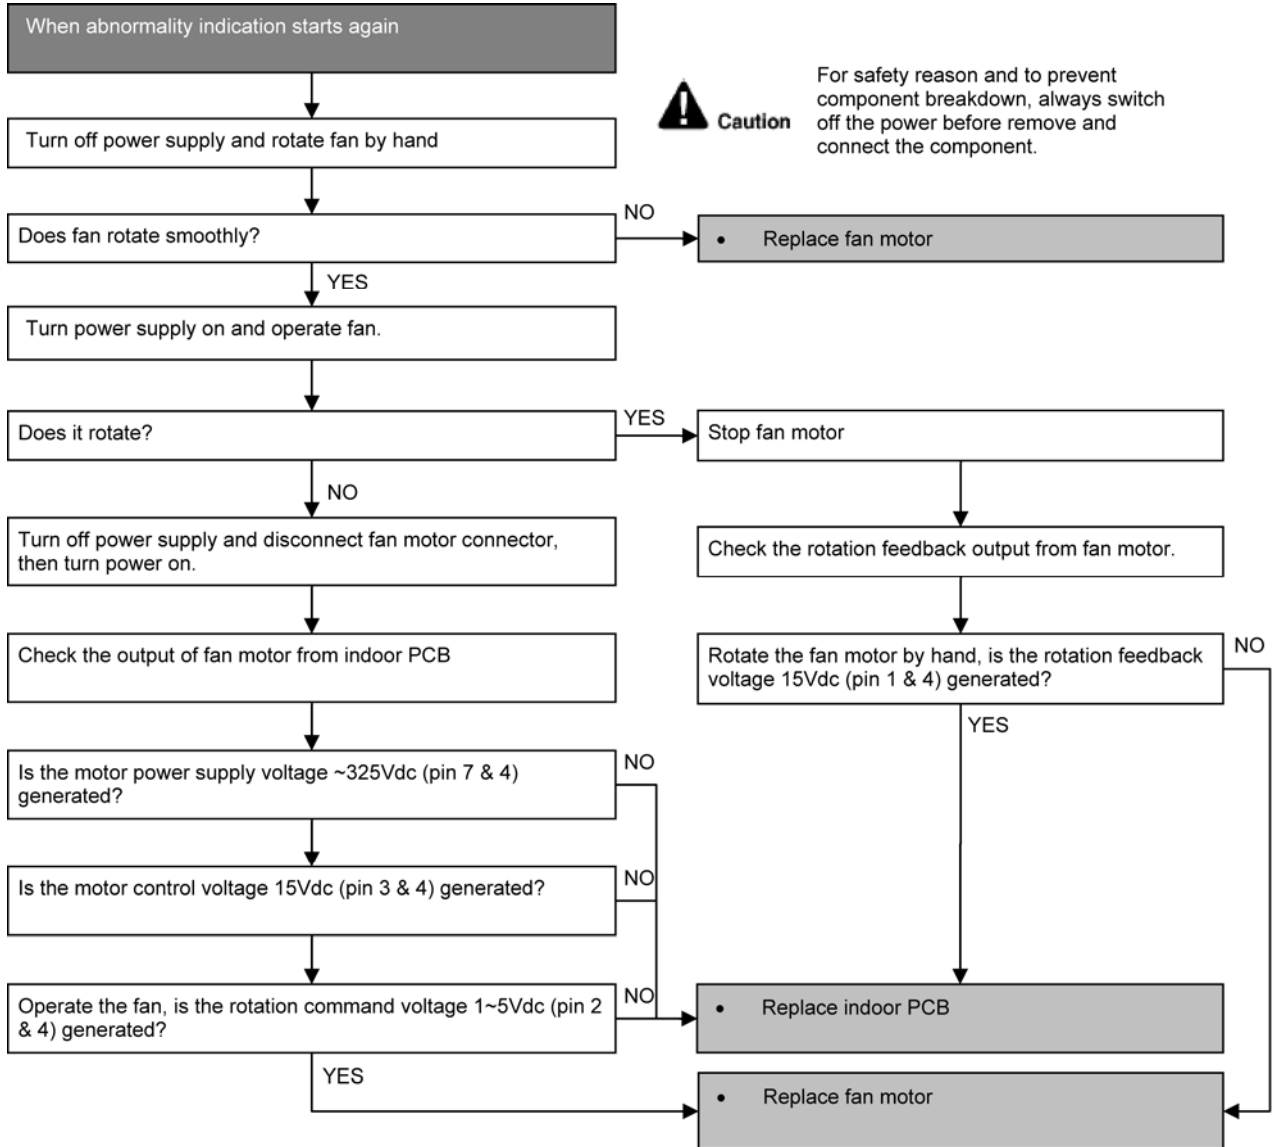 When abnormality indication starts again
Caution
For safety reason and to prevent
component breakdown, always switch
off the power before remove and
connect the component.
Turn off power supply and rotate fan by hand
Does fan rotate smoothly?
NO
• Replace fan motor
YES
Turn power supply on and operate fan.
Does it rotate?
YES
Stop fan motor
NO
Turn off power supply and disconnect fan motor connector,
then turn power on.
Check the rotation feedback output from fan motor.
Check the output of fan motor from indoor PCB
Rotate the fan motor by hand, is the rotation feedback
voltage 15Vdc (pin 1 & 4) generated?
NO
YES
Is the motor power supply voltage ~325Vdc (pin 7 & 4)
generated?
NO
Is the motor control voltage 15Vdc (pin 3 & 4) generated?
NO
Operate the fan, is the rotation command voltage 1~5Vdc (pin 2
& 4) generated?
NO
• Replace indoor PCB
YES
• Replace fan motor